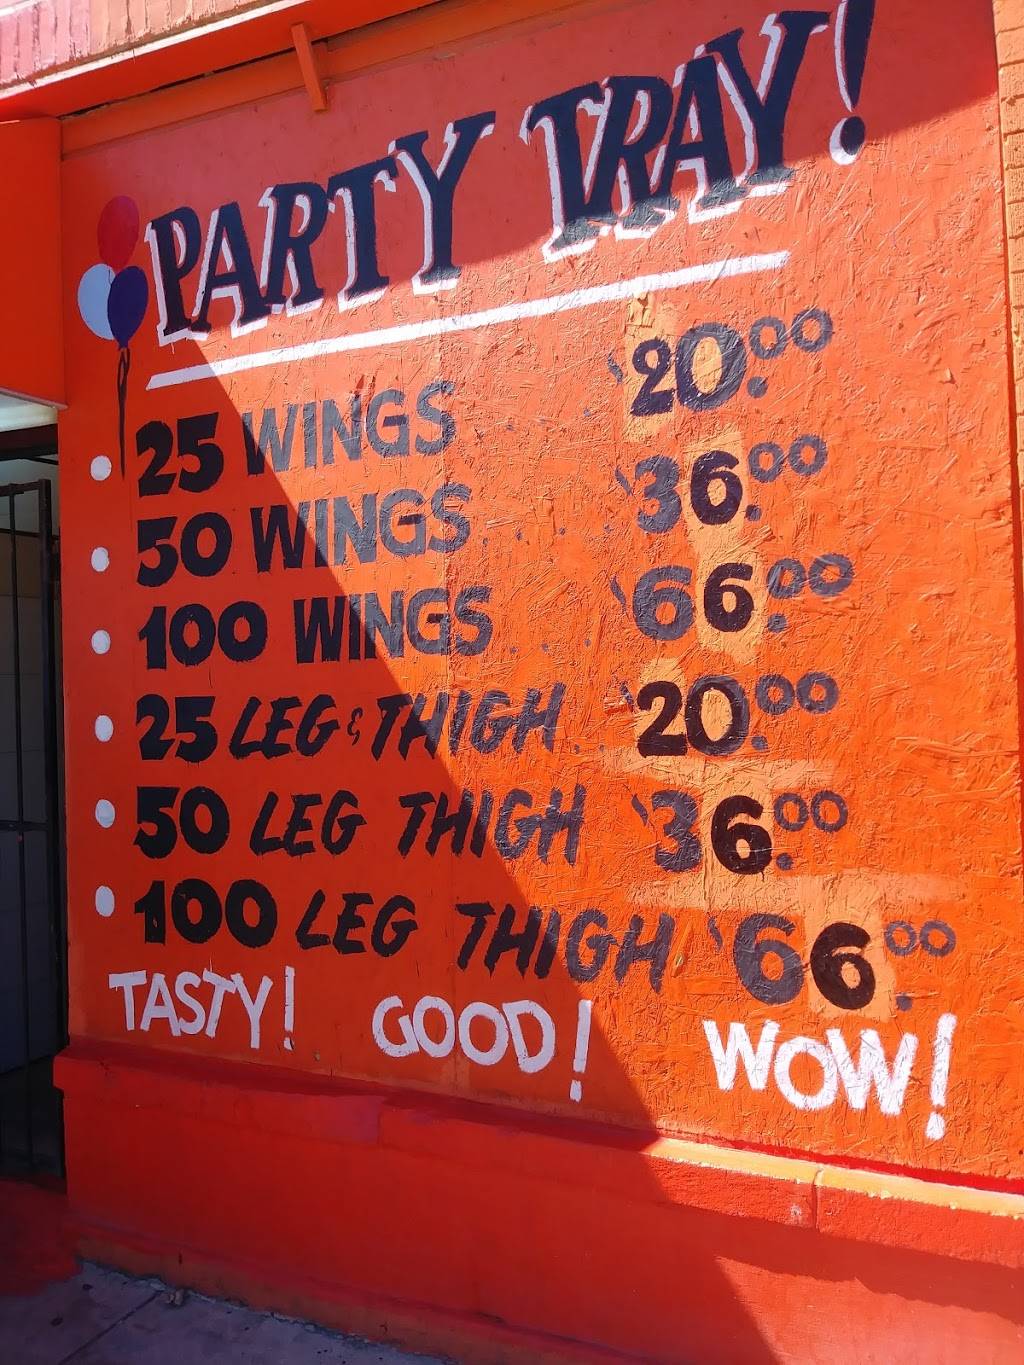 PARTY TRAY!
25 WINGS '20.00
50 WINGS '36.00
100 WINGS '66.00
25 LEG & THIGH '20.00
50 LEG THIGH '36.00
100 LEG THIGH '66.00
TASTY! GOOD! WOW!